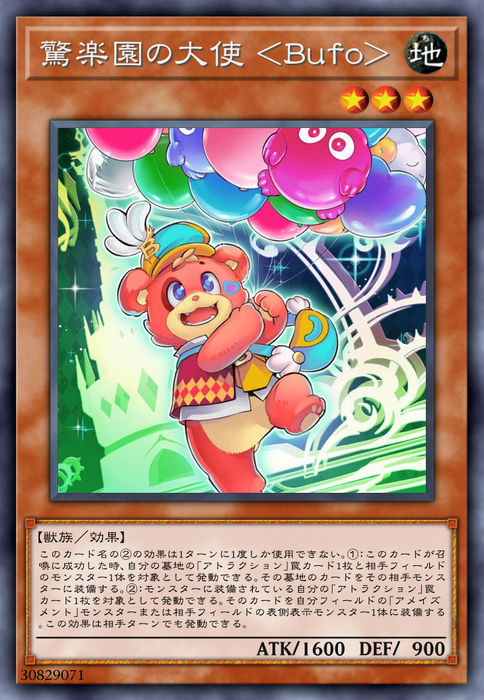 驚楽園の大使 <Bufo>
ち
地
B
【獣族／効果】
このカード名の②の効果は1ターンに1度しか使用できない。①：このカードが召
喚に成功した時、自分の墓地の「アトラクション」罠カード1枚と相手フィールド
のモンスター1体を対象として発動できる。その墓地のカードをその相手モンス
ターに装備する。②：モンスターに装備されている自分の「アトラクション」罠
カード1枚を対象として発動できる。そのカードを自分フィールドの「アメイズ
メント」モンスターまたは相手フィールドの表側表示モンスター1体に装備する
。この効果は相手ターンでも発動できる。
ATK/1600 DEF/ 900
30829071